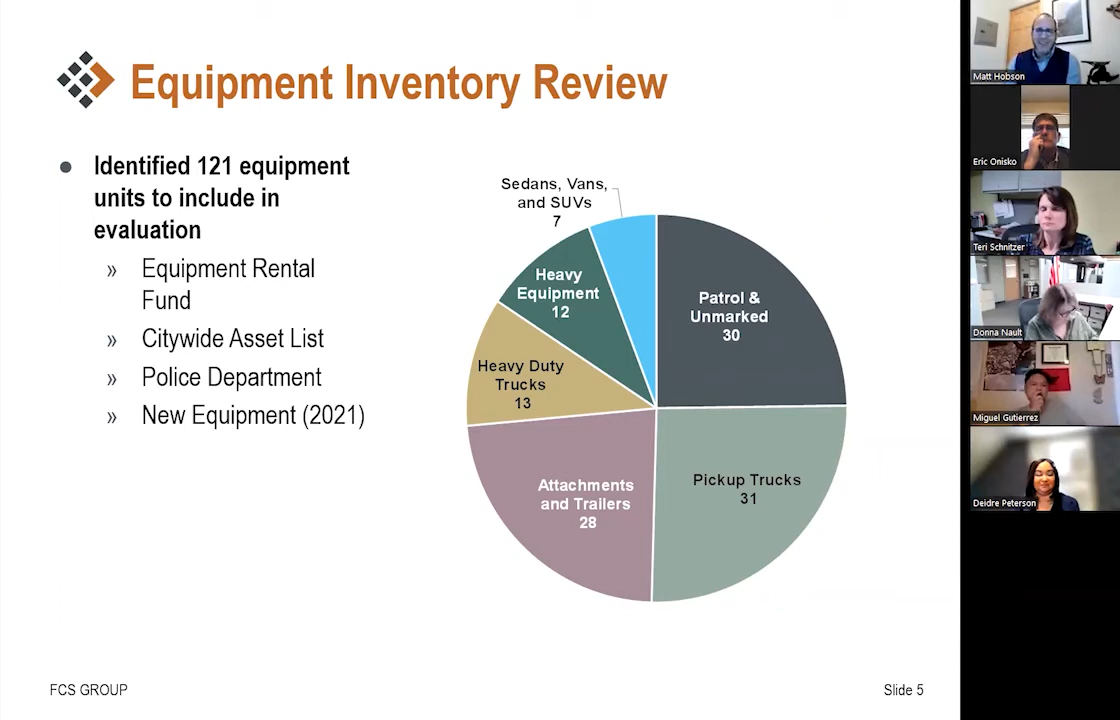 Equipment Inventory Review
● Identified 121 equipment
units to include in
evaluation
» Equipment Rental
Fund
» Citywide Asset List
» Police Department
» New Equipment (2021)
Sedans, Vans,
and SUVs
7
Heavy
Equipment
12
Patrol &
Unmarked
30
Heavy Duty
Trucks
13
Attachments
and Trailers
28
Pickup Trucks
31
FCS GROUP
Slide 5
Matt Hobson
Eric Onisko
Teri Schnitzer
Donna Nault
Miguel Gutierrez
Deidre Peterson